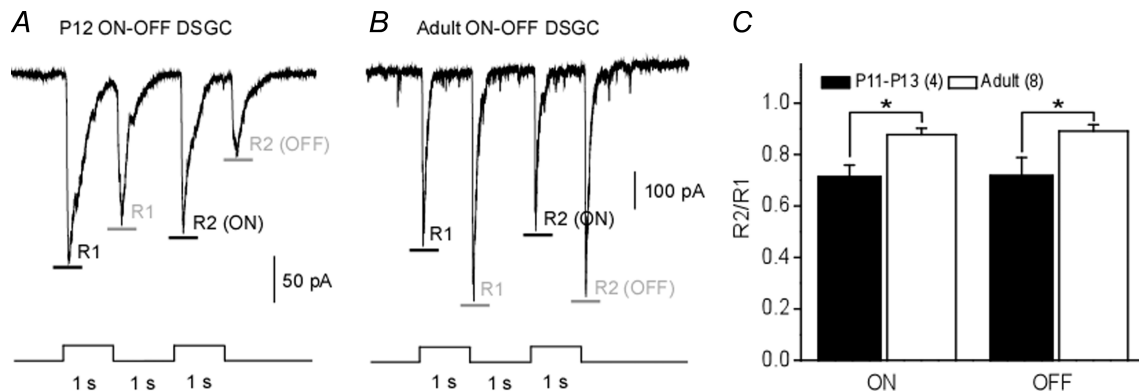 A P12 ON-OFF DSGC
R1
R1
R2 (ON)
R2 (OFF)
50 pA
1 s 1 s 1 s
B Adult ON-OFF DSGC
R1
R1
R2 (ON)
R2 (OFF)
100 pA
1 s 1 s 1 s
C
P11-P13 (4) Adult (8)
* *
R2/R1
1.0
0.8
0.6
0.4
0.2
0.0
ON OFF